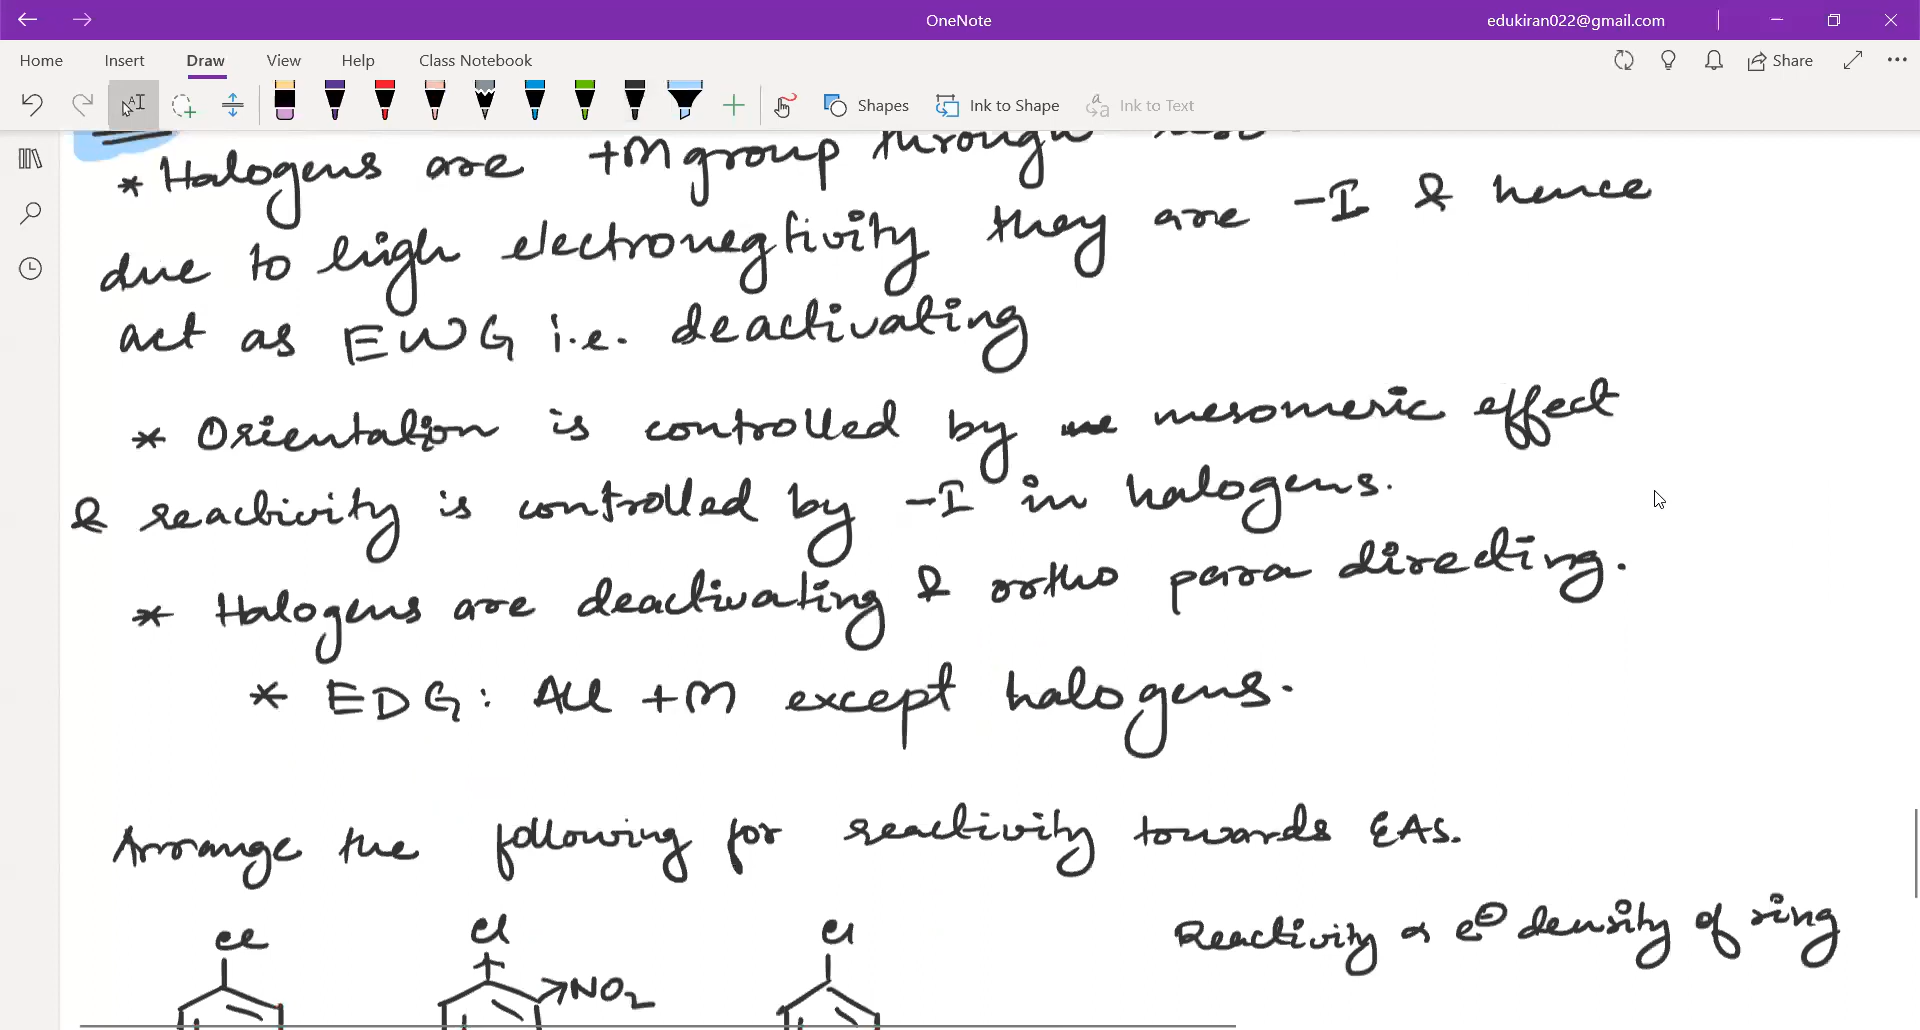 OneNote
edukiran022@gmail.com
Home Insert Draw View Help Class Notebook
Share
Shapes Ink to Shape Ink to Text
* Halogens are +M group through
due to high electronegtivity they are -I & hence
act as EWG i.e. deactivating
* Orientation is controlled by mesomeric effect
& reactivity is controlled by -I in halogens.
* Halogens are deactivating & ortho para directing.
* EDG: All +M except halogens.
Arrange the following for reactivity towards EAS.
Reactivity ∝ e⊖ density of ring
Cl Cl Cl
NO2